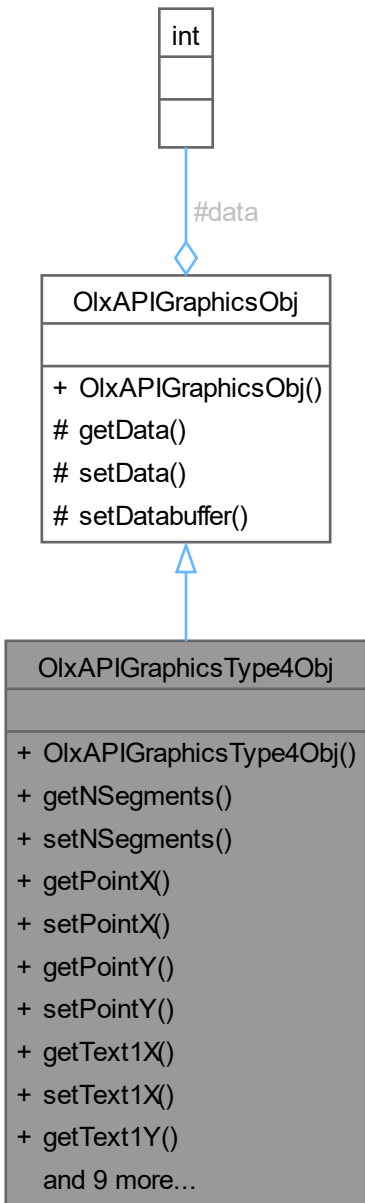 int
#data
OlxAPIGraphicsObj
+ OlxAPIGraphicsObj()
# getData()
# setData()
# setDatabuffer()
OlxAPIGraphicsType4Obj
+ OlxAPIGraphicsType4Obj()
+ getNSegments()
+ setNSegments()
+ getPointX()
+ setPointX()
+ getPointY()
+ setPointY()
+ getText1X()
+ setText1X()
+ getText1Y()
and 9 more...